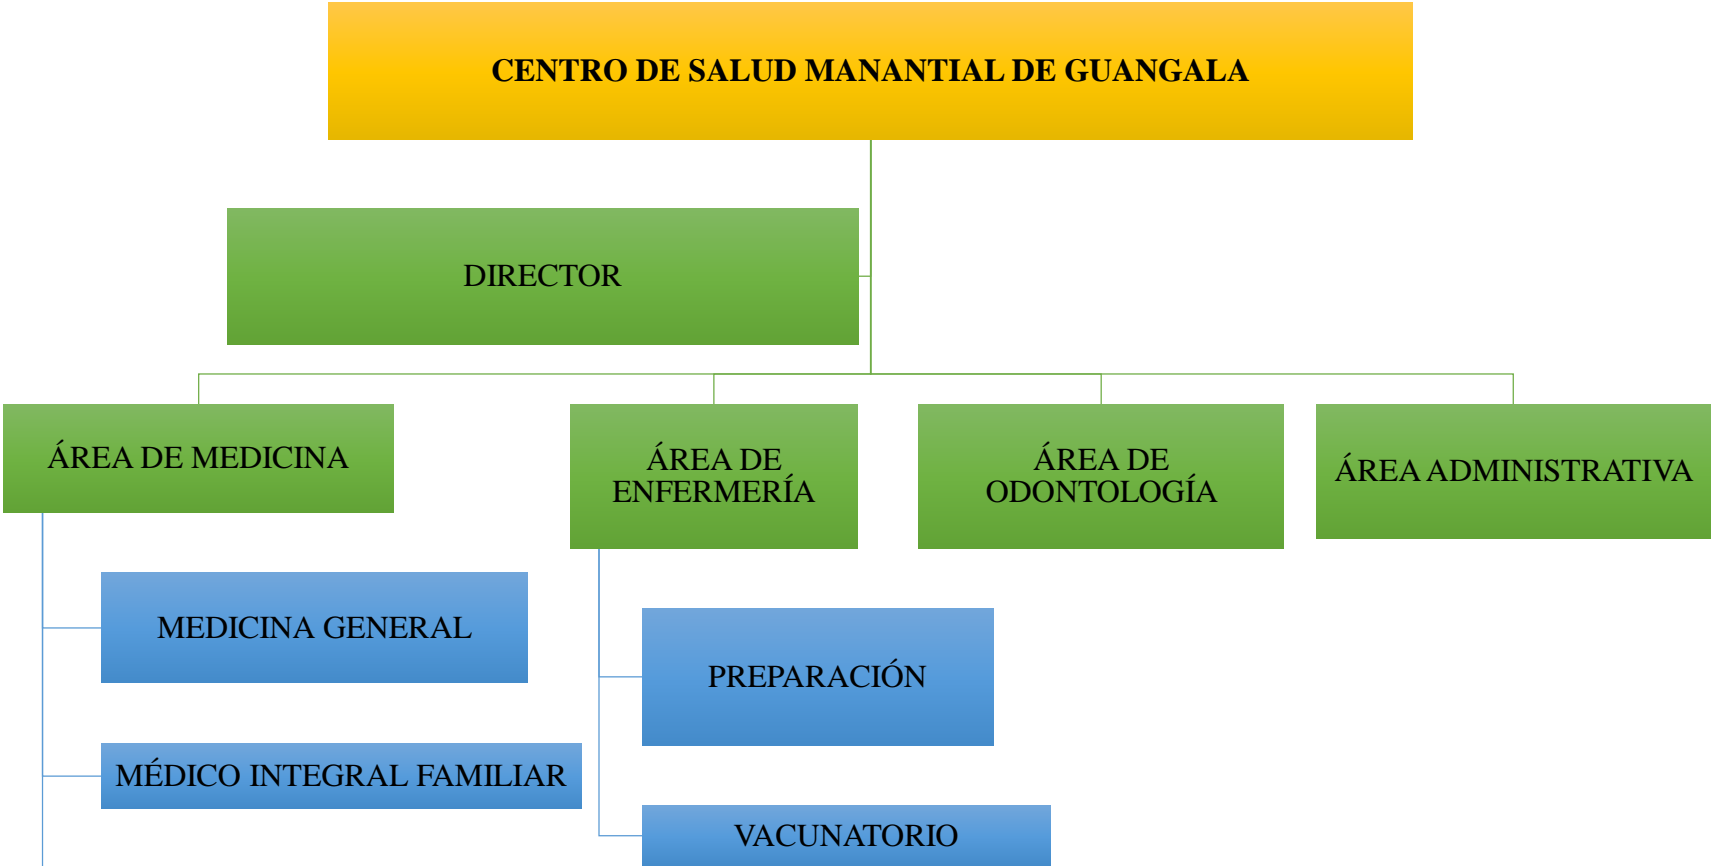 CENTRO DE SALUD MANANTIAL DE GUANGALA
DIRECTOR
ÁREA DE MEDICINA
ÁREA DE
ENFERMERÍA
ÁREA DE
ODONTOLOGÍA
ÁREA ADMINISTRATIVA
MEDICINA GENERAL
MÉDICO INTEGRAL FAMILIAR
PREPARACIÓN
VACUNATORIO